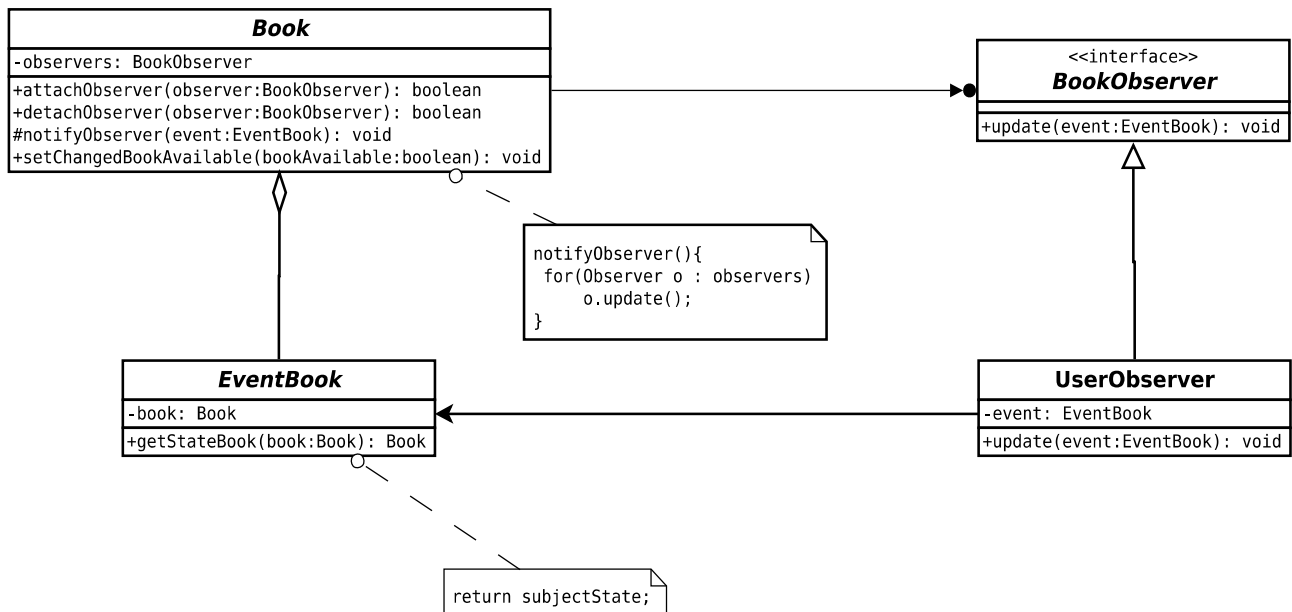 Book
-observers: BookObserver
+attachObserver(observer:BookObserver): boolean
+detachObserver(observer:BookObserver): boolean
#notifyObserver(event:EventBook): void
+setChangedBookAvailable(bookAvailable:boolean): void
<<interface>>
BookObserver
+update(event:EventBook): void
notifyObserver(){
for(Observer o : observers)
o.update();
}
EventBook
-book: Book
+getStateBook(book:Book): Book
UserObserver
-event: EventBook
+update(event:EventBook): void
return subjectState;